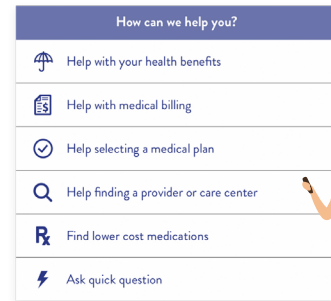 How can we help you?
Help with your health benefits
Help with medical billing
Help selecting a medical plan
Help finding a provider or care center
Find lower cost medications
Ask quick question